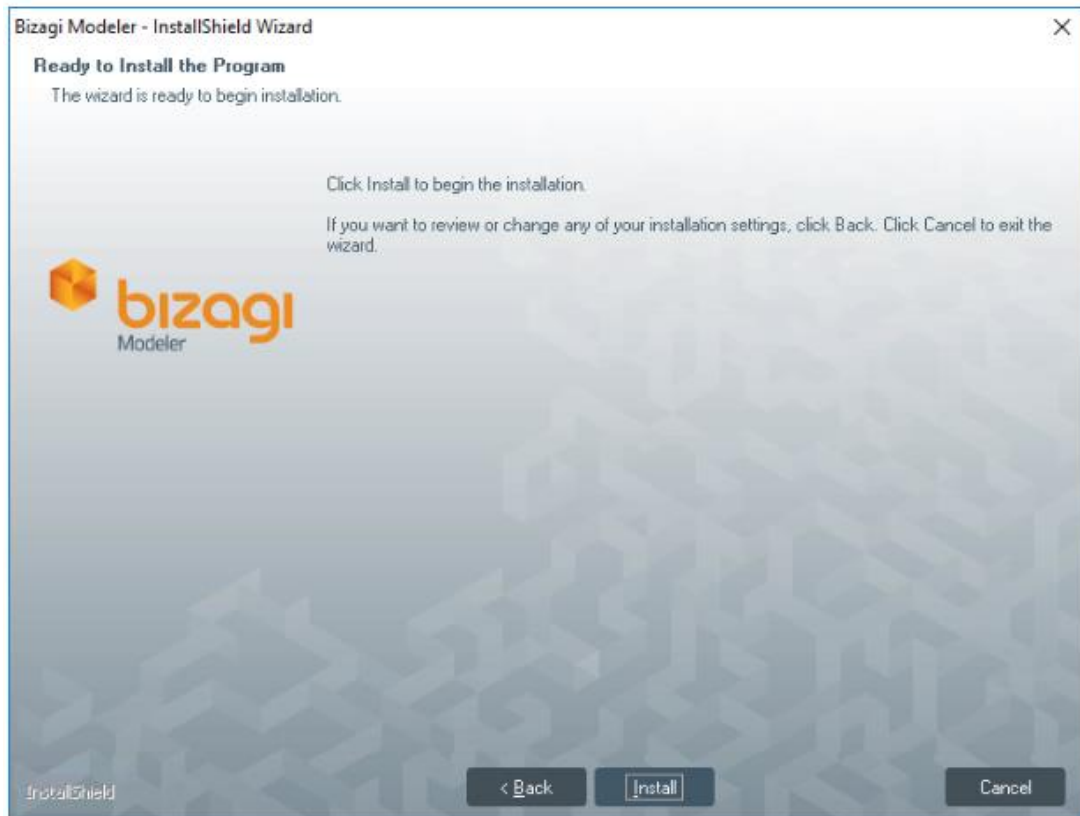 Bizagi Modeler - InstallShield Wizard
Ready to Install the Program
The wizard is ready to begin installation.
Click Install to begin the installation.
If you want to review or change any of your installation settings, click Back. Click Cancel to exit the
wizard.
bizagi
Modeler
InstallShield
< Back
Install
Cancel